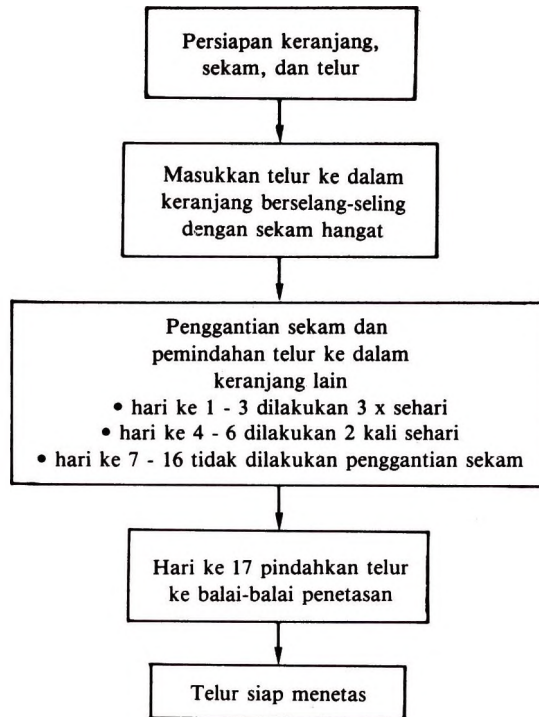 Persiapan keranjang,
sekam, dan telur
Masukkan telur ke dalam
keranjang berselang-seling
dengan sekam hangat
Penggantian sekam dan
pemindahan telur ke dalam
keranjang lain
• hari ke 1 - 3 dilakukan 3 x sehari
• hari ke 4 - 6 dilakukan 2 kali sehari
• hari ke 7 - 16 tidak dilakukan penggantian sekam
Hari ke 17 pindahkan telur
ke balai-balai penetasan
Telur siap menetas